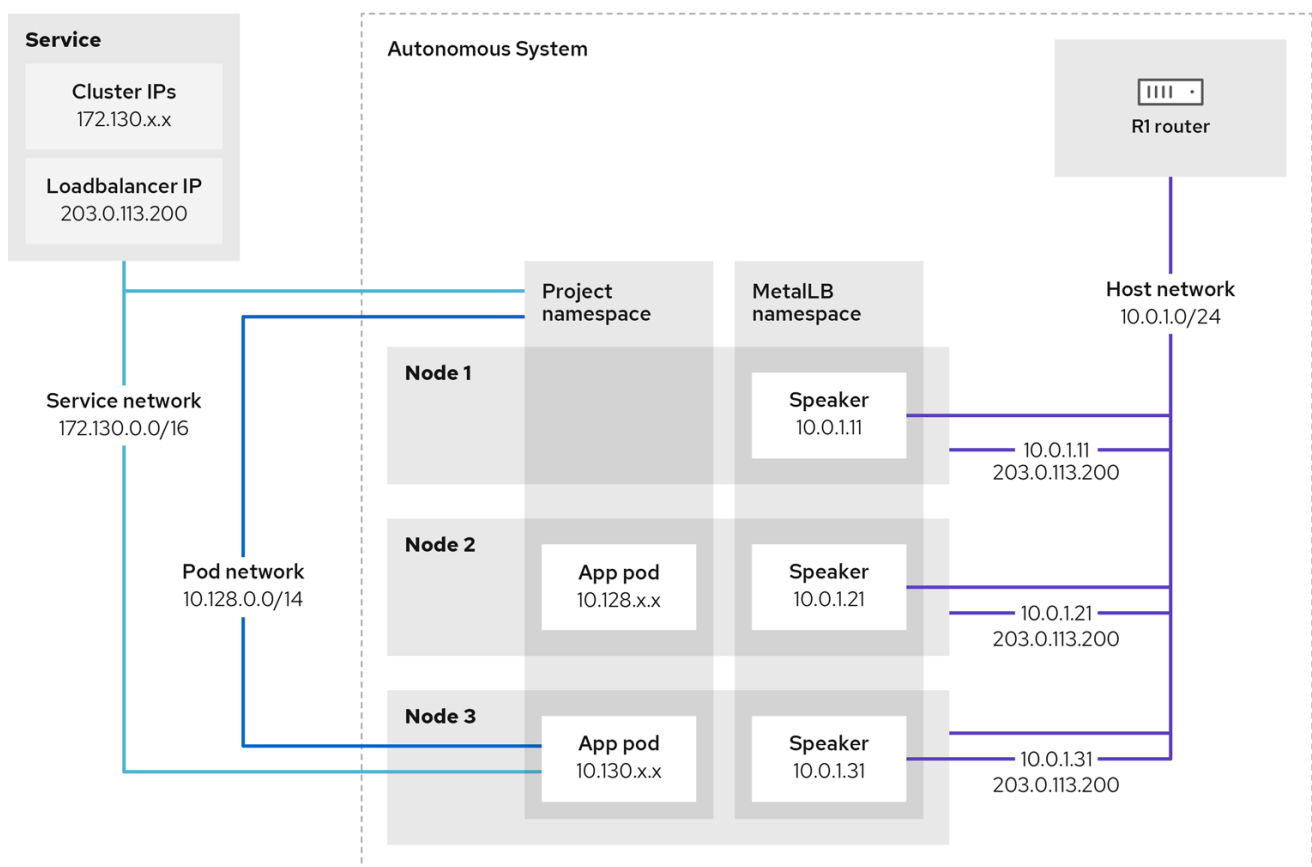 Service
Cluster IPs
172.130.x.x
Loadbalancer IP
203.0.113.200
Autonomous System
R1 router
Host network
10.0.1.0/24
Project
namespace
MetalLB
namespace
Service network
172.130.0.0/16
Pod network
10.128.0.0/14
Node 1
Speaker
10.0.1.11
10.0.1.11
203.0.113.200
Node 2
App pod
10.128.x.x
Speaker
10.0.1.21
10.0.1.21
203.0.113.200
Node 3
App pod
10.130.x.x
Speaker
10.0.1.31
10.0.1.31
203.0.113.200